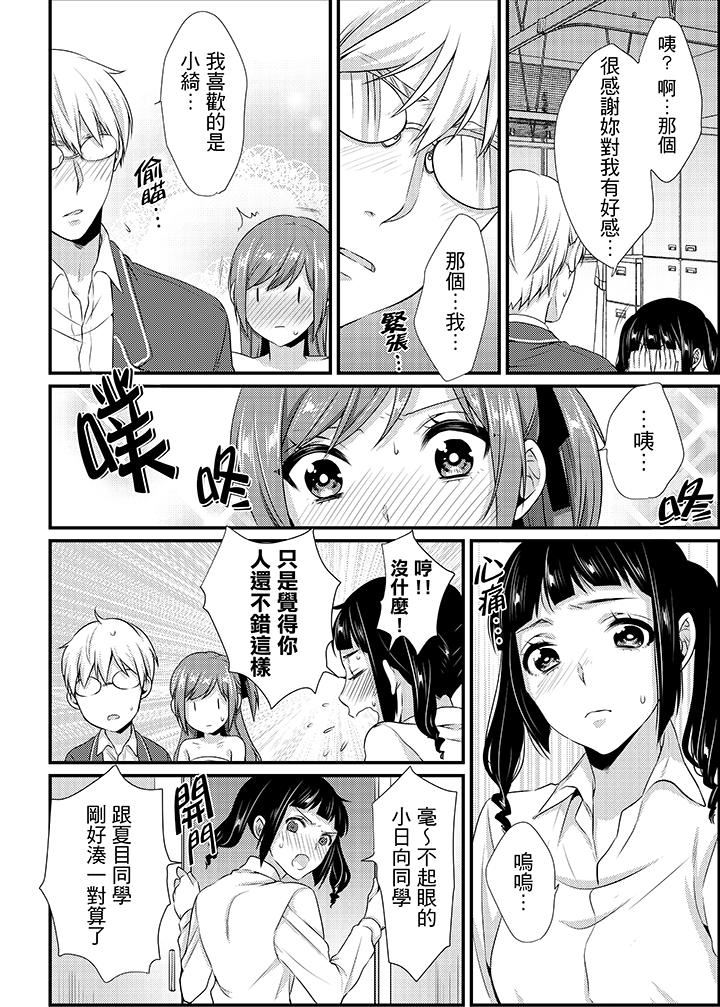 咦？啊…那個
很感謝妳對我有好感…
那個…我…
緊張…
我喜歡的是
小綺…
偷瞄…
…咦…
咚
咚
噗
心痛…
嗚嗚…
哼!!
沒什麼！
只是覺得你
人還不錯這樣
毫～不起眼的
小日向同學
開門
跟夏目同學
剛好湊一對算了